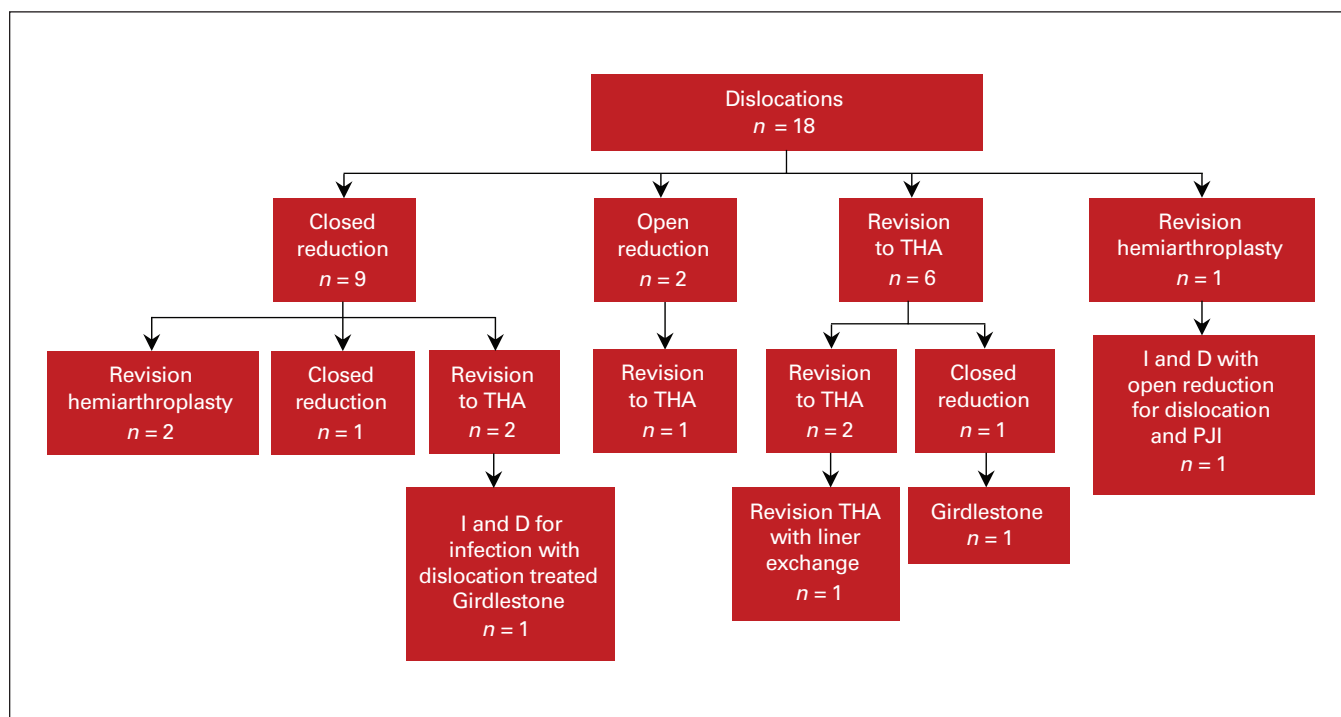 Dislocations
n = 18
Closed
reduction
n = 9
Open
reduction
n = 2
Revision
to THA
n = 6
Revision
hemiarthroplasty
n = 1
Revision
hemiarthroplasty
n = 2
Closed
reduction
n = 1
Revision
to THA
n = 2
Revision
to THA
n = 1
Revision
to THA
n = 2
Closed
reduction
n = 1
I and D with
open reduction
for dislocation
and PJI
n = 1
I and D for
infection with
dislocation treated
Girdlestone
n = 1
Revision THA
with liner
exchange
n = 1
Girdlestone
n = 1